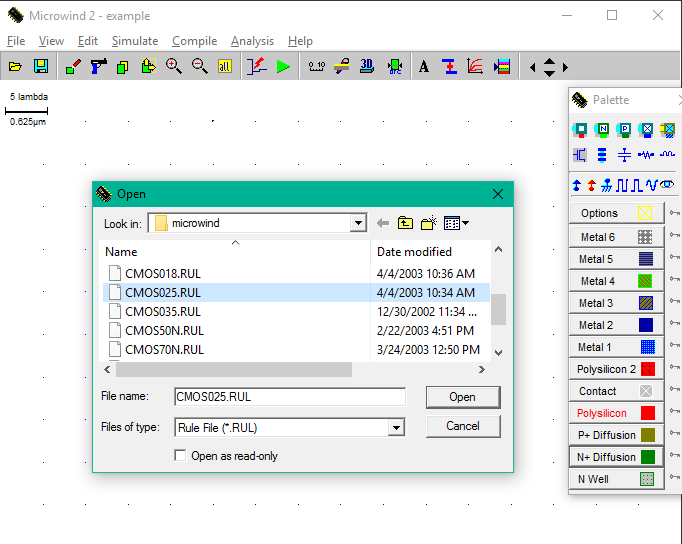 Microwind 2 - example
File View Edit Simulate Compile Analysis Help
all 0.10 3D DRC A
5 lambda
0.625µm
Palette
N P
Options
Metal 6
Metal 5
Metal 4
Metal 3
Metal 2
Metal 1
Polysilicon 2
Contact
Polysilicon
P+ Diffusion
N+ Diffusion
N Well
Open
Look in: microwind
Name Date modified
CMOS018.RUL 4/4/2003 10:36 AM
CMOS025.RUL 4/4/2003 10:34 AM
CMOS035.RUL 12/30/2002 11:34 ...
CMOS50N.RUL 2/22/2003 4:51 PM
CMOS70N.RUL 3/24/2003 12:50 PM
File name: CMOS025.RUL Open
Files of type: Rule File (*.RUL) Cancel
Open as read-only